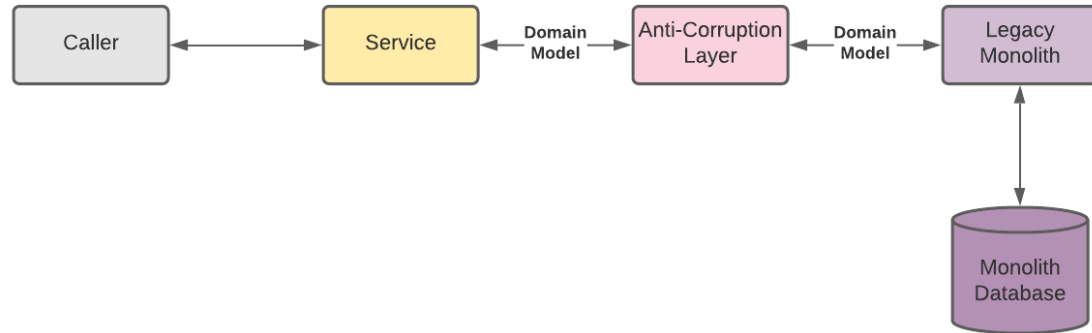 Caller
Service
Domain
Model
Anti-Corruption
Layer
Domain
Model
Legacy
Monolith
Monolith
Database